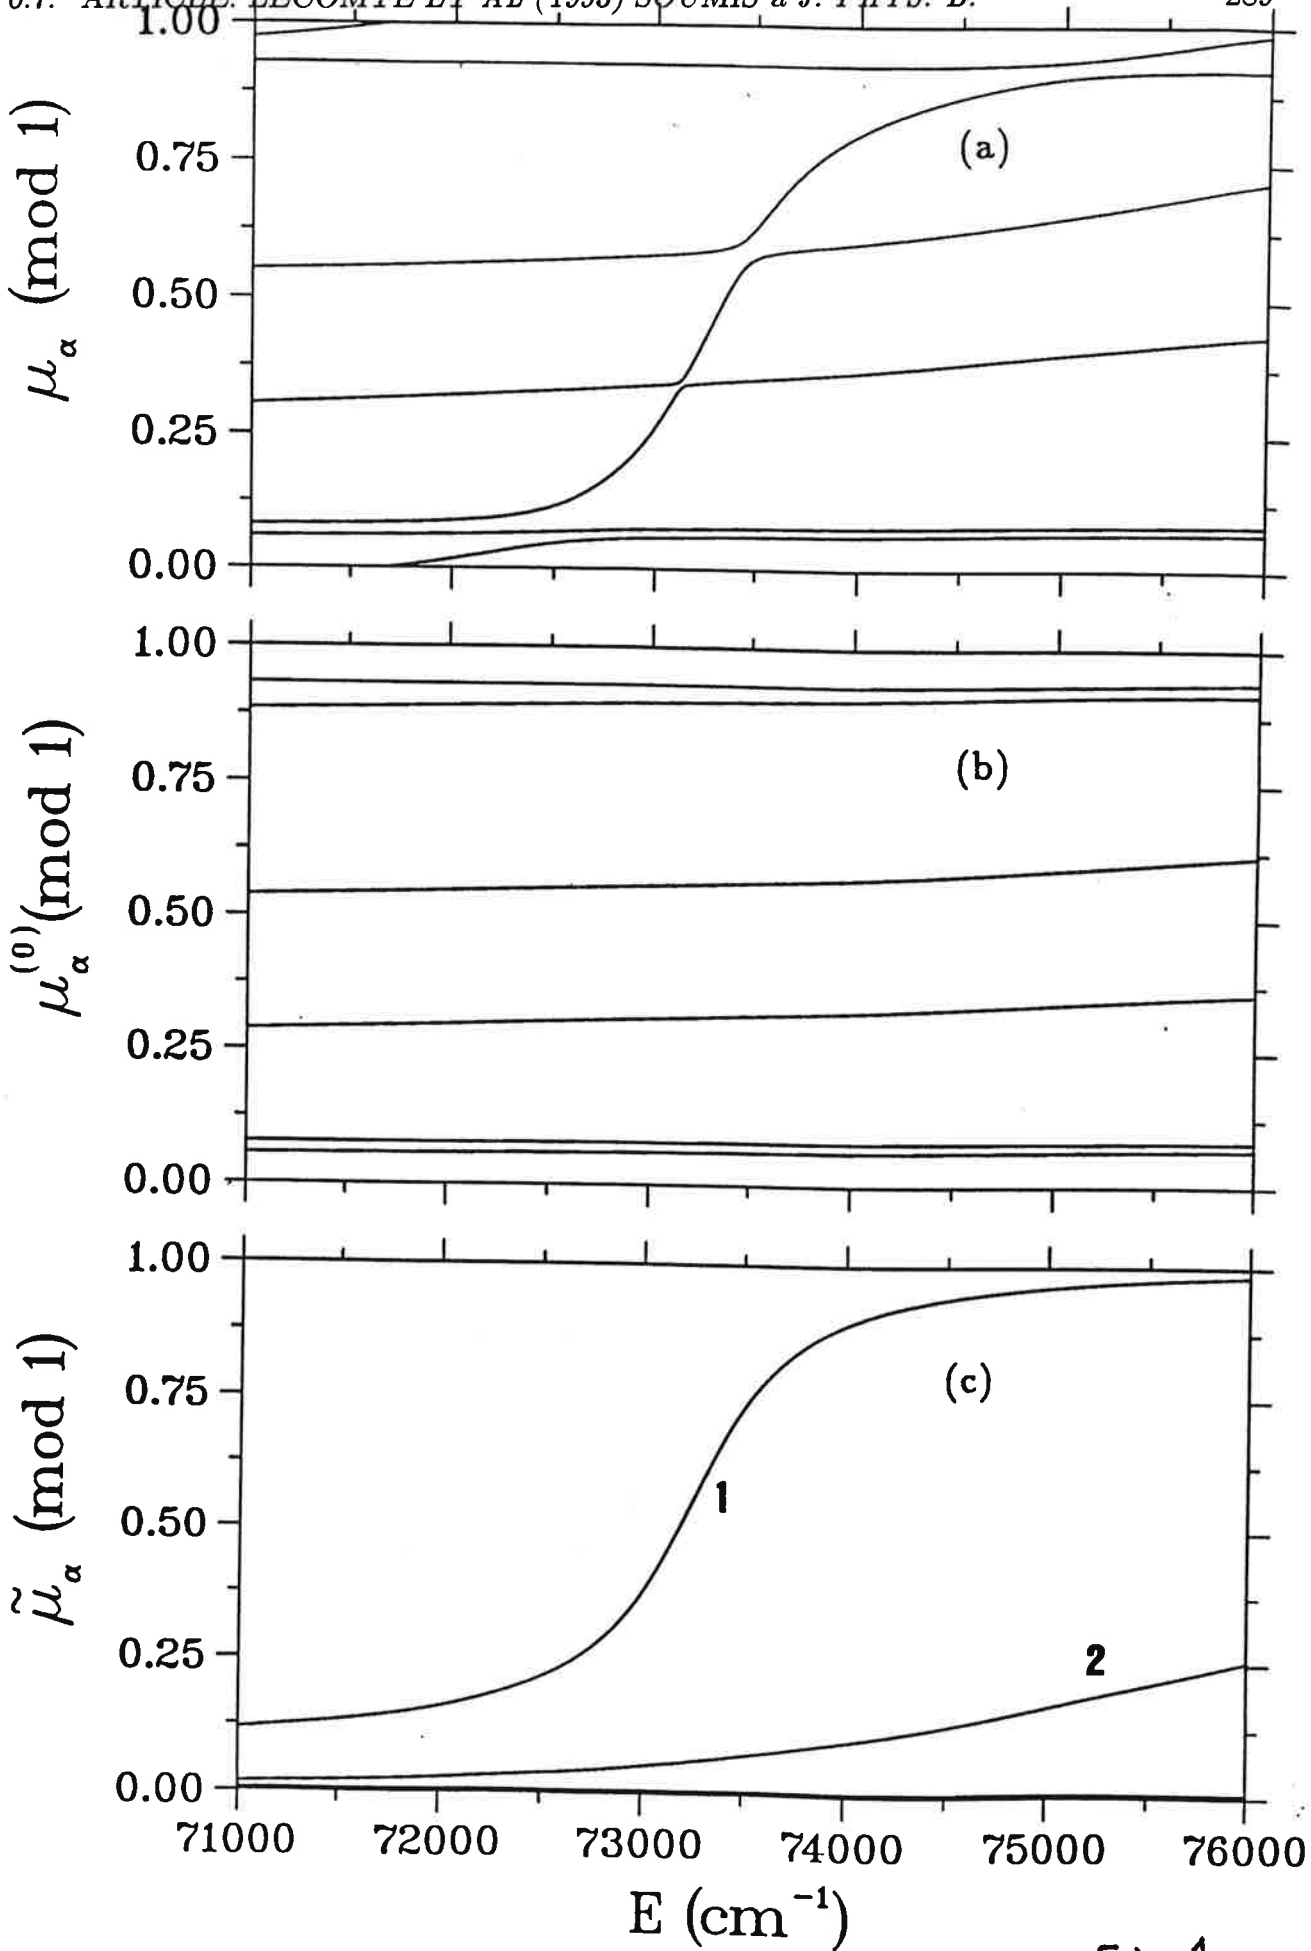 ARTICLE: LECOMTE ET AL (1993) SOUMIS à J. PHYS. B. 289
1.00
0.75
0.50
0.25
0.00
μα (mod 1)
(a)
1.00
0.75
0.50
0.25
0.00
μα(0) (mod 1)
(b)
1.00
0.75
0.50
0.25
0.00
μ̃α (mod 1)
(c)
1
2
71000 72000 73000 74000 75000 76000
E (cm⁻¹)